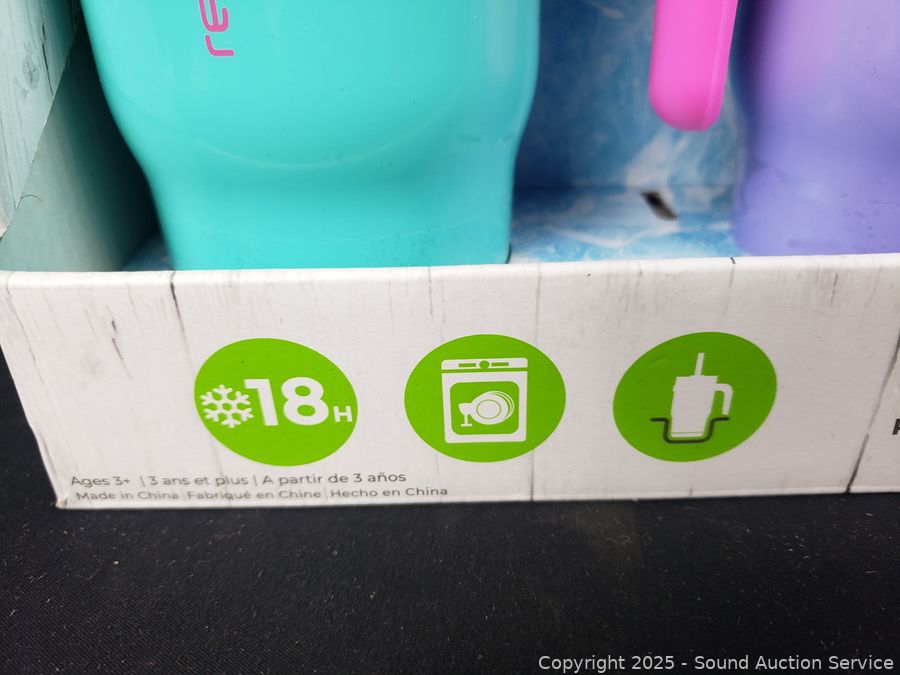 re
18H
Ages 3+ | 3 ans et plus | A partir de 3 años
Made in China Fabriqué en Chine Hecho en China
Copyright 2025 - Sound Auction Service